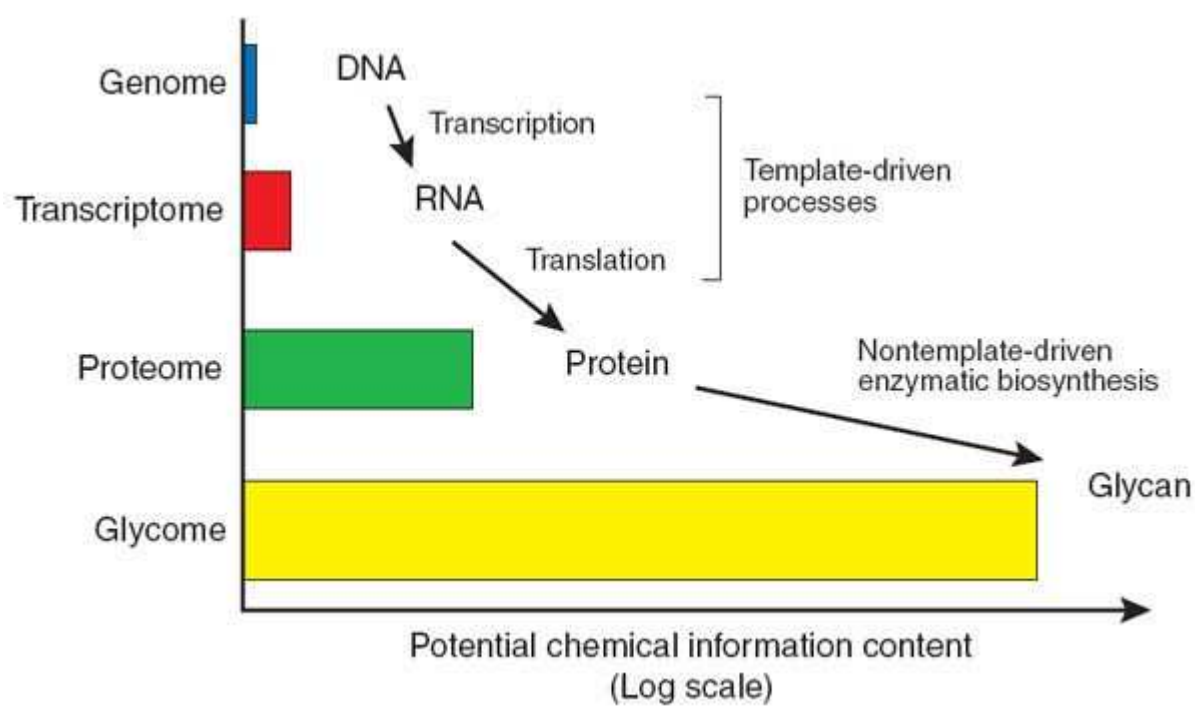 Genome
DNA
Transcription
Transcriptome
RNA
Template-driven
processes
Translation
Proteome
Protein
Nontemplate-driven
enzymatic biosynthesis
Glycome
Glycan
Potential chemical information content
(Log scale)